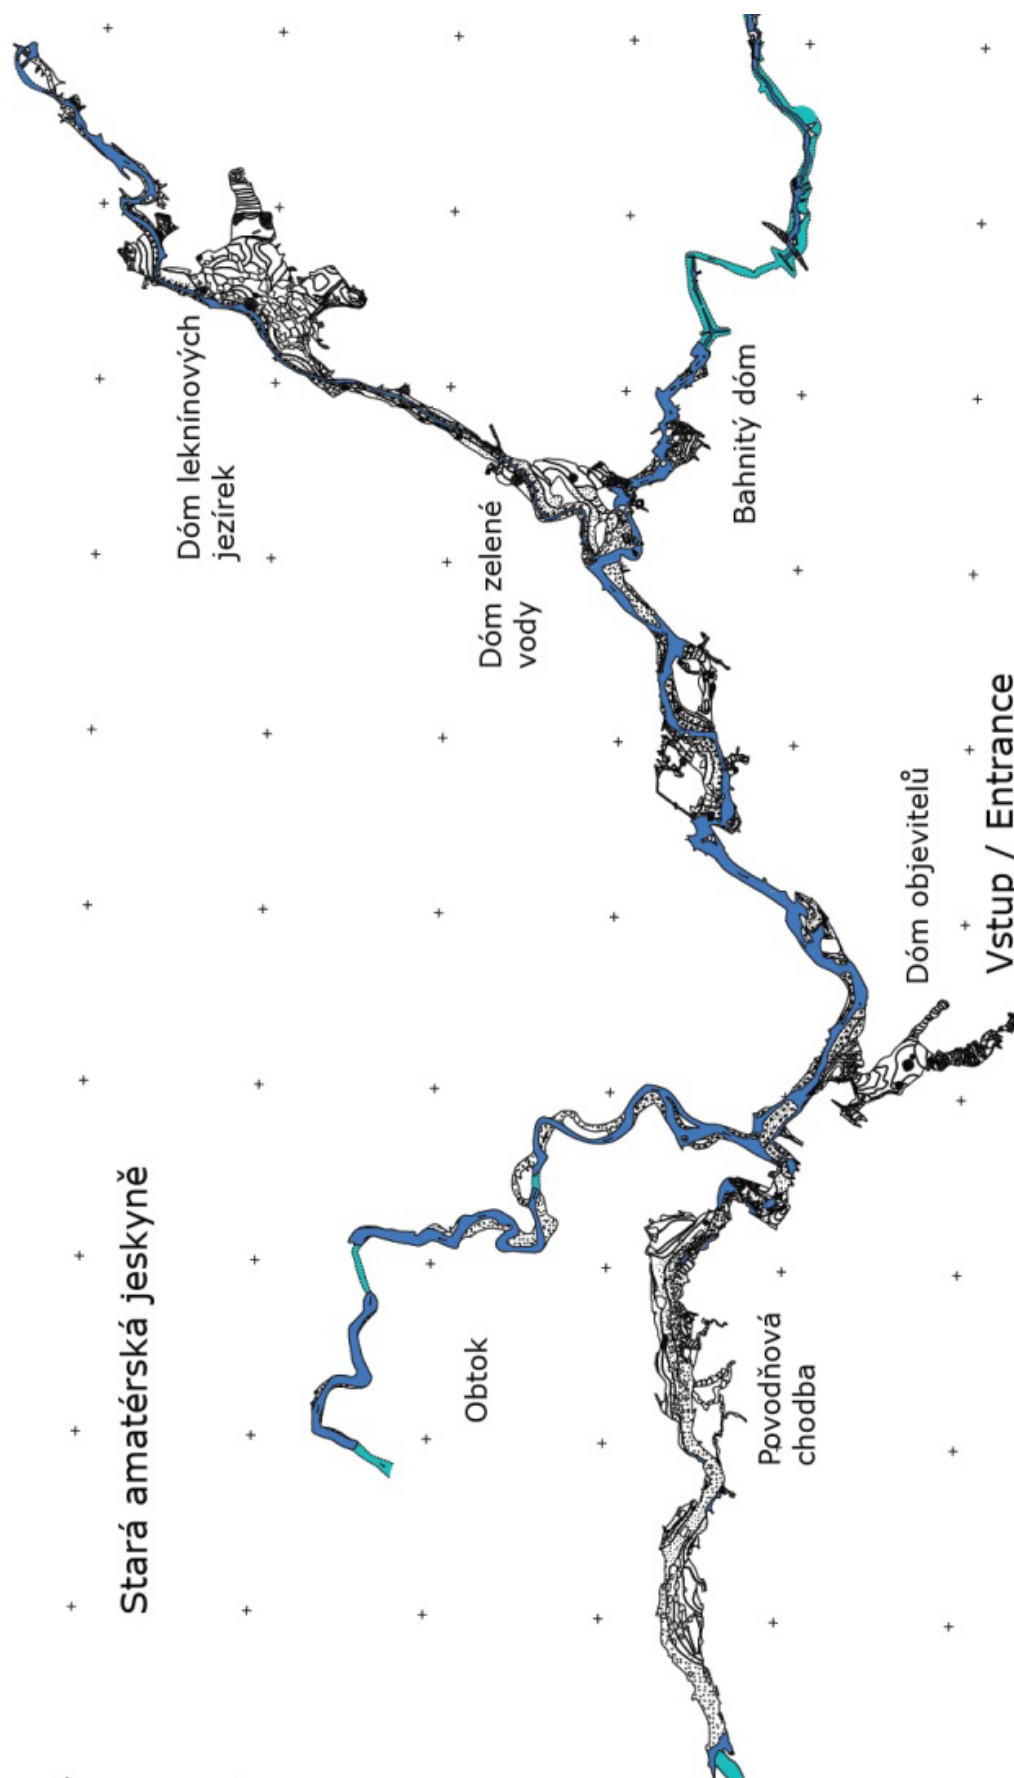 Stará amatérská jeskyně
Dóm leknínových
jezírek
Obtok
Dóm zelené
vody
Bahnitý dóm
Povodňová
chodba
Dóm objevitelů
Vstup / Entrance